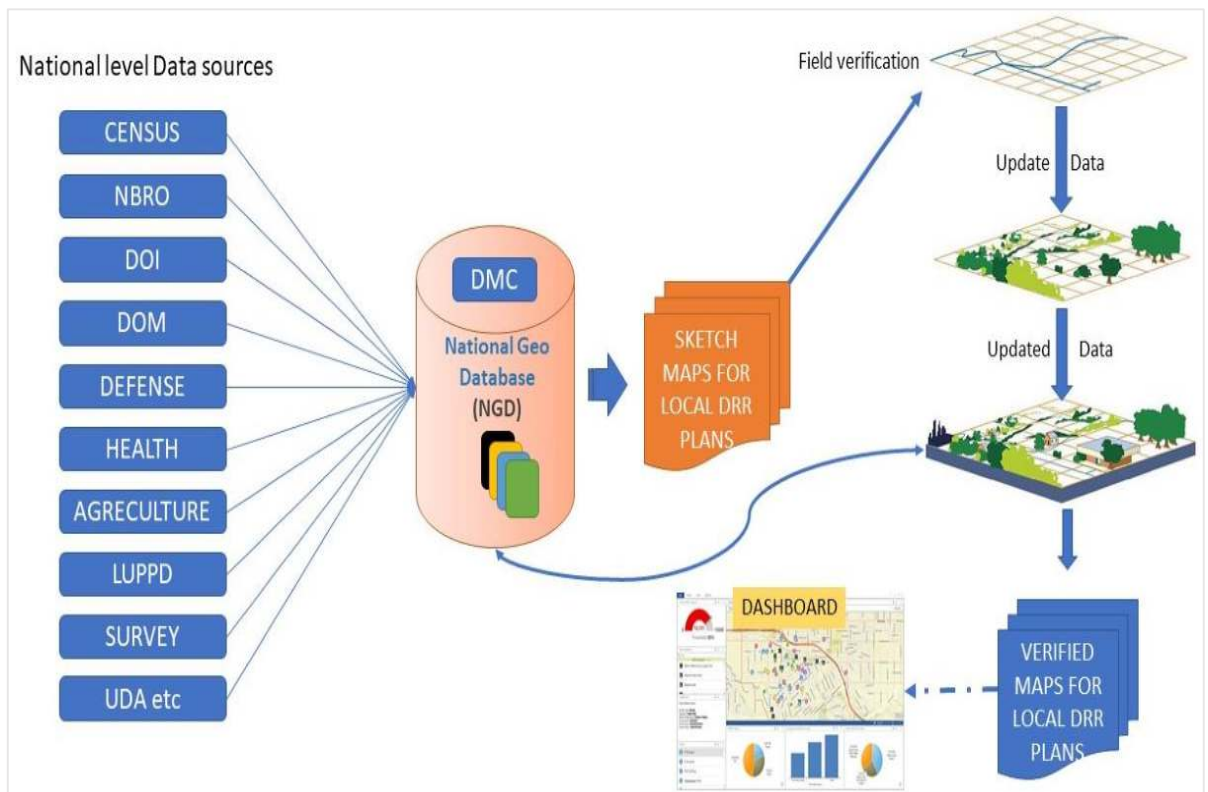 National level Data sources
CENSUS
NBRO
DOI
DOM
DEFENSE
HEALTH
AGRECULTURE
LUPPD
SURVEY
UDA etc
DMC
National Geo
Database
(NGD)
SKETCH
MAPS FOR
LOCAL DRR
PLANS
Field verification
Update Data
Updated Data
VERIFIED
MAPS FOR
LOCAL DRR
PLANS
DASHBOARD